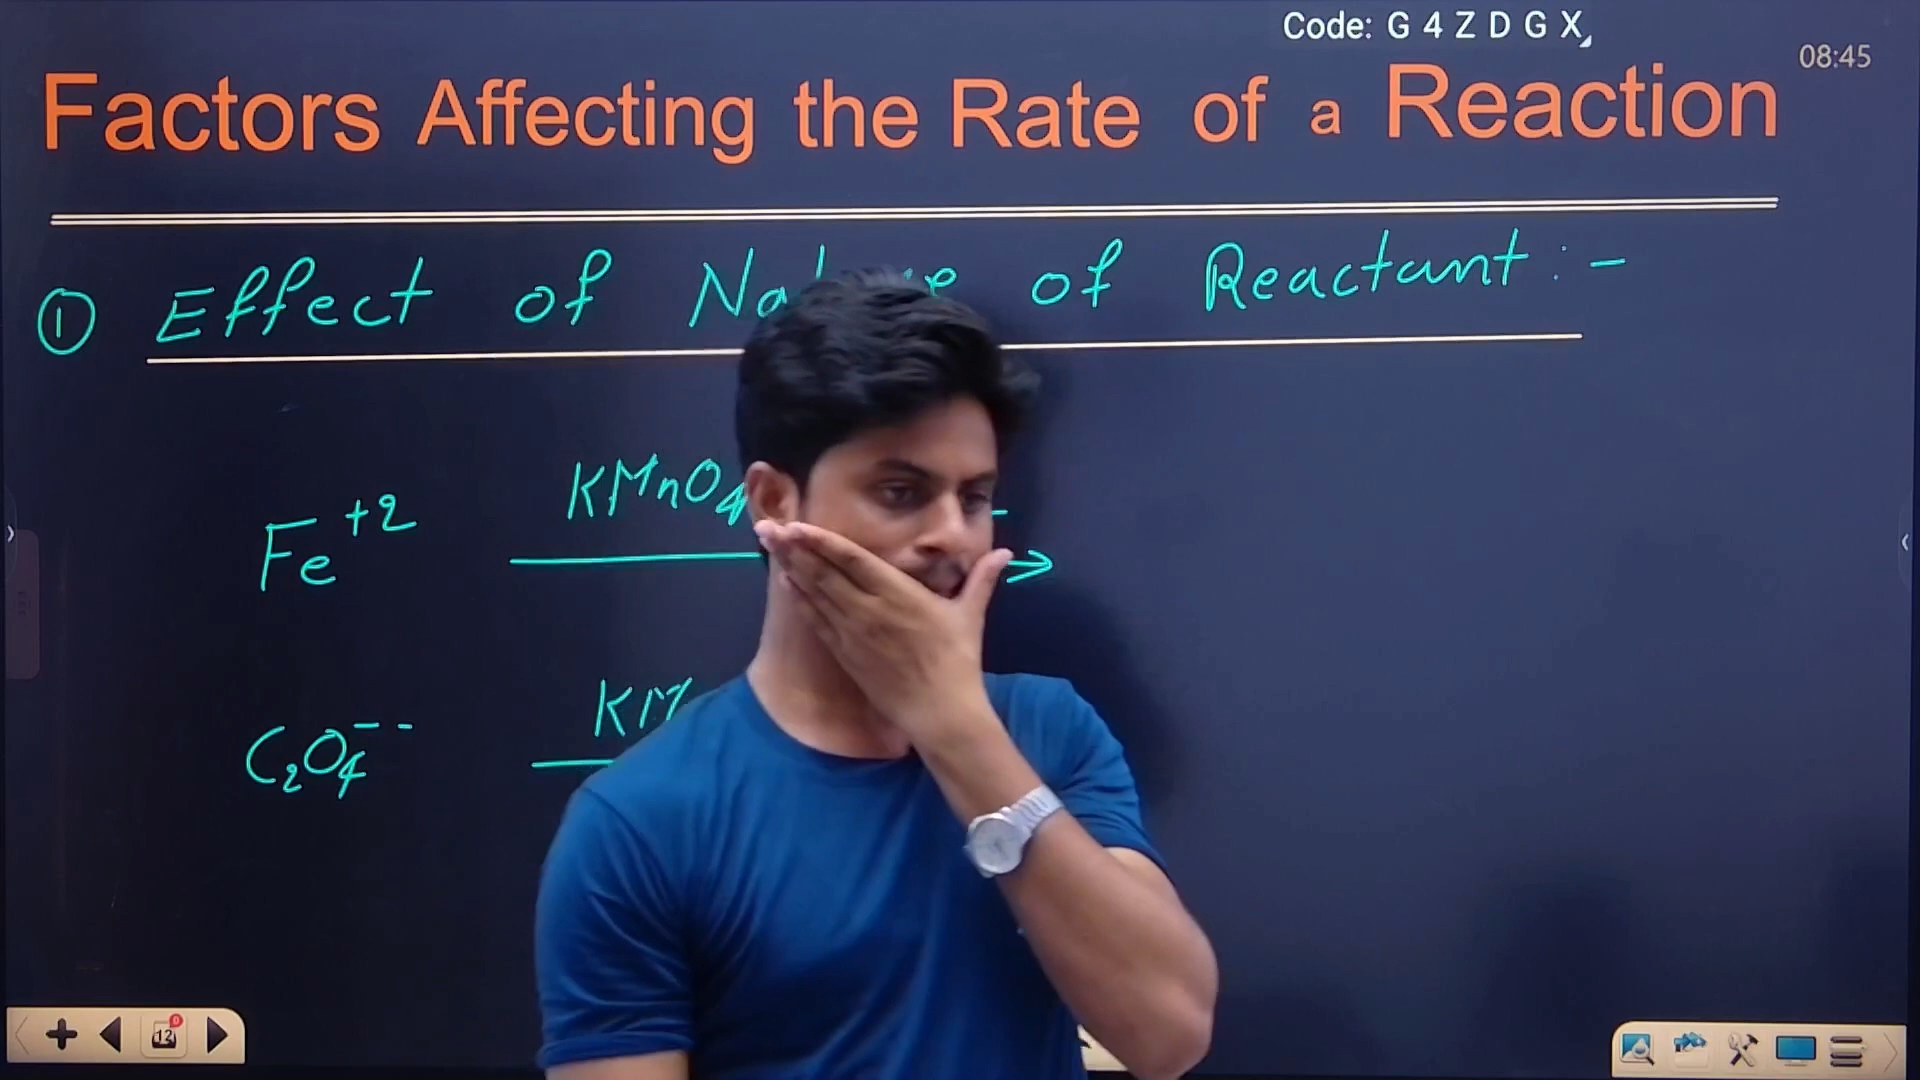 Code: G 4 Z D G X
08:45
Factors Affecting the Rate of a Reaction
① Effect of of Reactant :-
Fe⁺² KMnO₄
C₂O₄⁻⁻
12